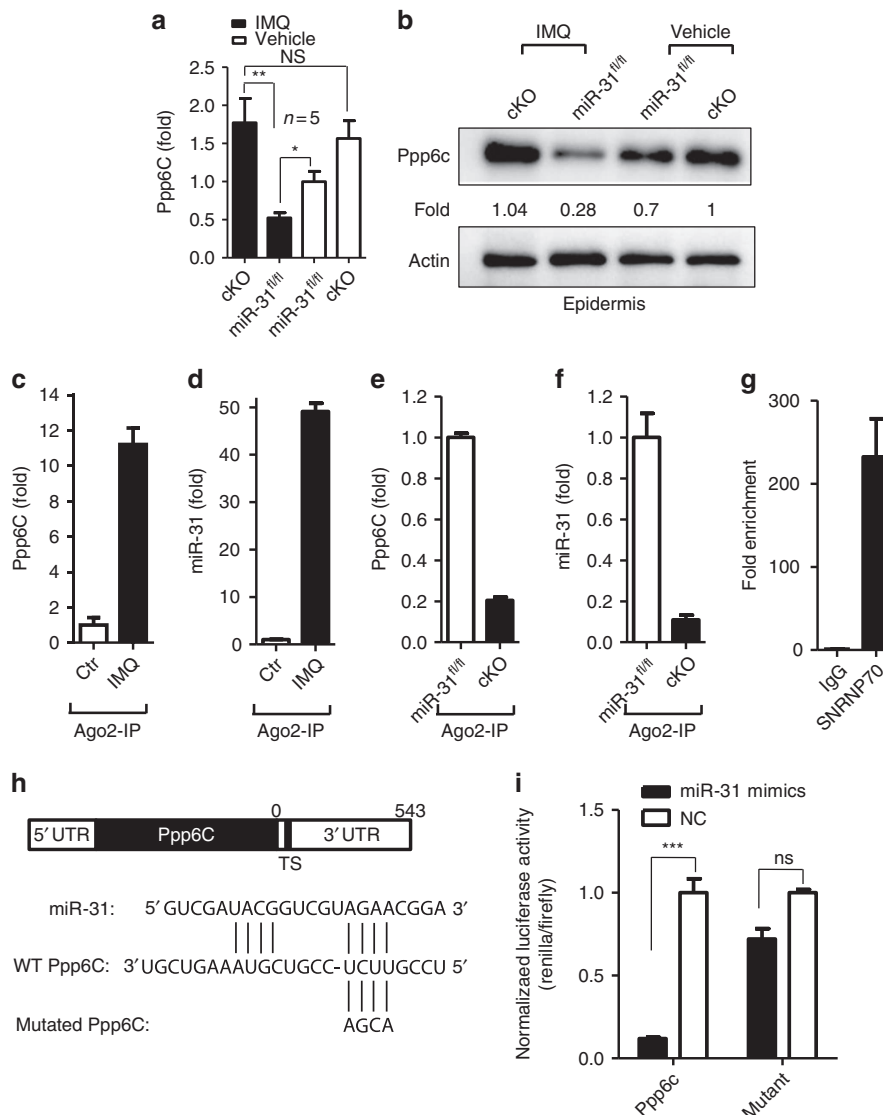 a
IMQ
Vehicle
NS
**
n = 5
*
Ppp6C (fold)
2.5
2.0
1.5
1.0
0.5
0.0
cKO
miR-31fl/fl
miR-31fl/fl
cKO
b
IMQ
Vehicle
cKO
miR-31fl/fl
miR-31fl/fl
cKO
Ppp6c
Fold 1.04 0.28 0.7 1
Actin
Epidermis
c
Ppp6C (fold)
14
12
10
8
6
4
2
0
Ctr
IMQ
Ago2-IP
d
miR-31 (fold)
50
40
30
20
10
0
Ctr
IMQ
Ago2-IP
e
Ppp6C (fold)
1.2
1.0
0.8
0.6
0.4
0.2
0.0
miR-31fl/fl
cKO
Ago2-IP
f
miR-31 (fold)
1.2
1.0
0.8
0.6
0.4
0.2
0.0
miR-31fl/fl
cKO
Ago2-IP
g
Fold enrichment
300
200
100
0
IgG
SNRNP70
h
0 543
5′ UTR Ppp6C 3′ UTR
TS
miR-31: 5′ GUCGAUACGGUCGUAGAACGGA 3′
WT Ppp6C: 3′UGCUGAAAUGCUGCC-UCUUGCCU 5′
Mutated Ppp6C: AGCA
i
miR-31 mimics
NC
***
ns
Normalizaed luciferase activity
(renilla/firefly)
1.5
1.0
0.5
0.0
Ppp6c
Mutant